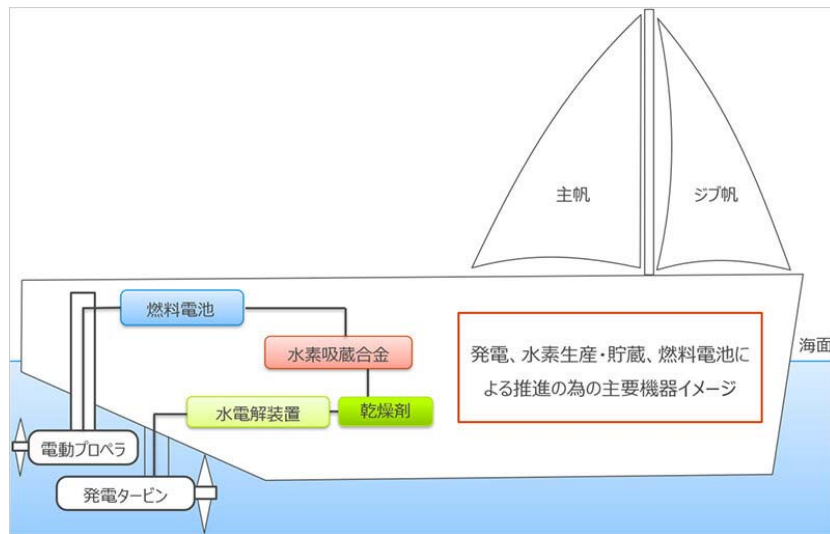 主帆
ジブ帆
燃料電池
水素吸蔵合金
海面
発電、水素生産・貯蔵、燃料電池に
よる推進の為の主要機器イメージ
水電解装置
乾燥剤
電動プロペラ
発電タービン